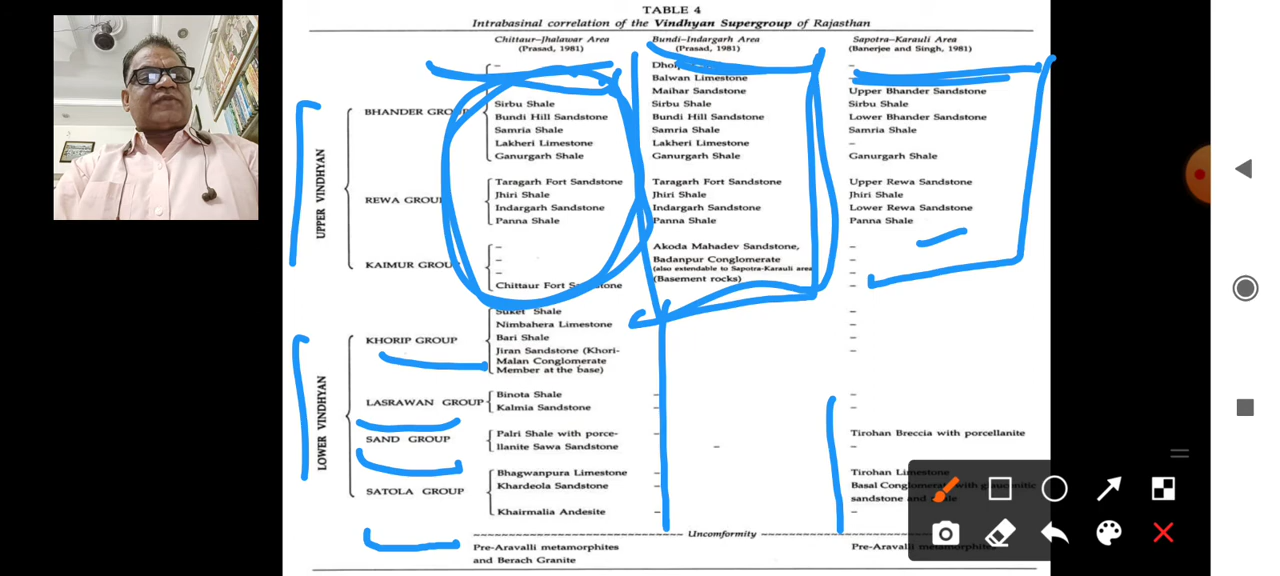 TABLE 4
Intrabasinal correlation of the Vindhyan Supergroup of Rajasthan
Chittaur-Jhalawar Area Bundi-Indargarh Area Sapotra-Karauli Area
(Prasad, 1981) (Prasad, 1981) (Banerjee and Singh, 1981)
–
Balwan Limestone –
Maihar Sandstone Upper Bhander Sandstone
Sirbu Shale Sirbu Shale Sirbu Shale
BHANDER GROUP
Bundi Hill Sandstone Bundi Hill Sandstone Lower Bhander Sandstone
Samria Shale Samria Shale Samria Shale
Lakheri Limestone Lakheri Limestone –
Ganurgarh Shale Ganurgarh Shale Ganurgarh Shale
UPPER VINDHYAN
Taragarh Fort Sandstone Taragarh Fort Sandstone Upper Rewa Sandstone
Jhiri Shale Jhiri Shale Jhiri Shale
REWA GROUP
Indargarh Sandstone Indargarh Sandstone Lower Rewa Sandstone
Panna Shale Panna Shale Panna Shale
– Akoda Mahadev Sandstone, –
– Badanpur Conglomerate –
KAIMUR GROUP
– (also extendable to Sapotra-Karauli area –
(Basement rocks)
Chittaur Fort Sandstone –
Suket Shale –
Nimbahera Limestone –
KHORIP GROUP
Bari Shale –
Jiran Sandstone (Khori- –
Malan Conglomerate
Member at the base)
LOWER VINDHYAN
Binota Shale – –
LASRAWAN GROUP
Kalmia Sandstone – –
Palri Shale with porce- – Tirohan Breccia with porcellanite
SAND GROUP
llanite Sawa Sandstone – –
Bhagwanpura Limestone – Tirohan Limestone
Khardeola Sandstone – Basal Conglomerate with glauconitic
SATOLA GROUP
sandstone and
Khairmalia Andesite – –
Uncomformity
Pre-Aravalli metamorphites Pre-Aravalli metamorphites
and Berach Granite